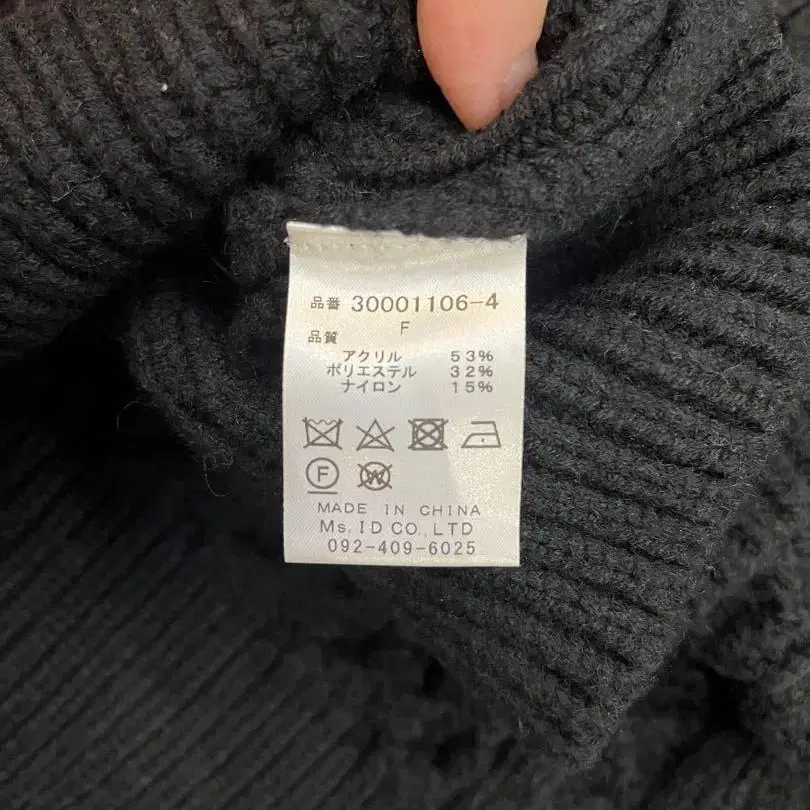 品番 30001106-4
F
品質
アクリル 53%
ポリエステル 32%
ナイロン 15%
F W
MADE IN CHINA
Ms. ID CO., LTD
092-409-6025